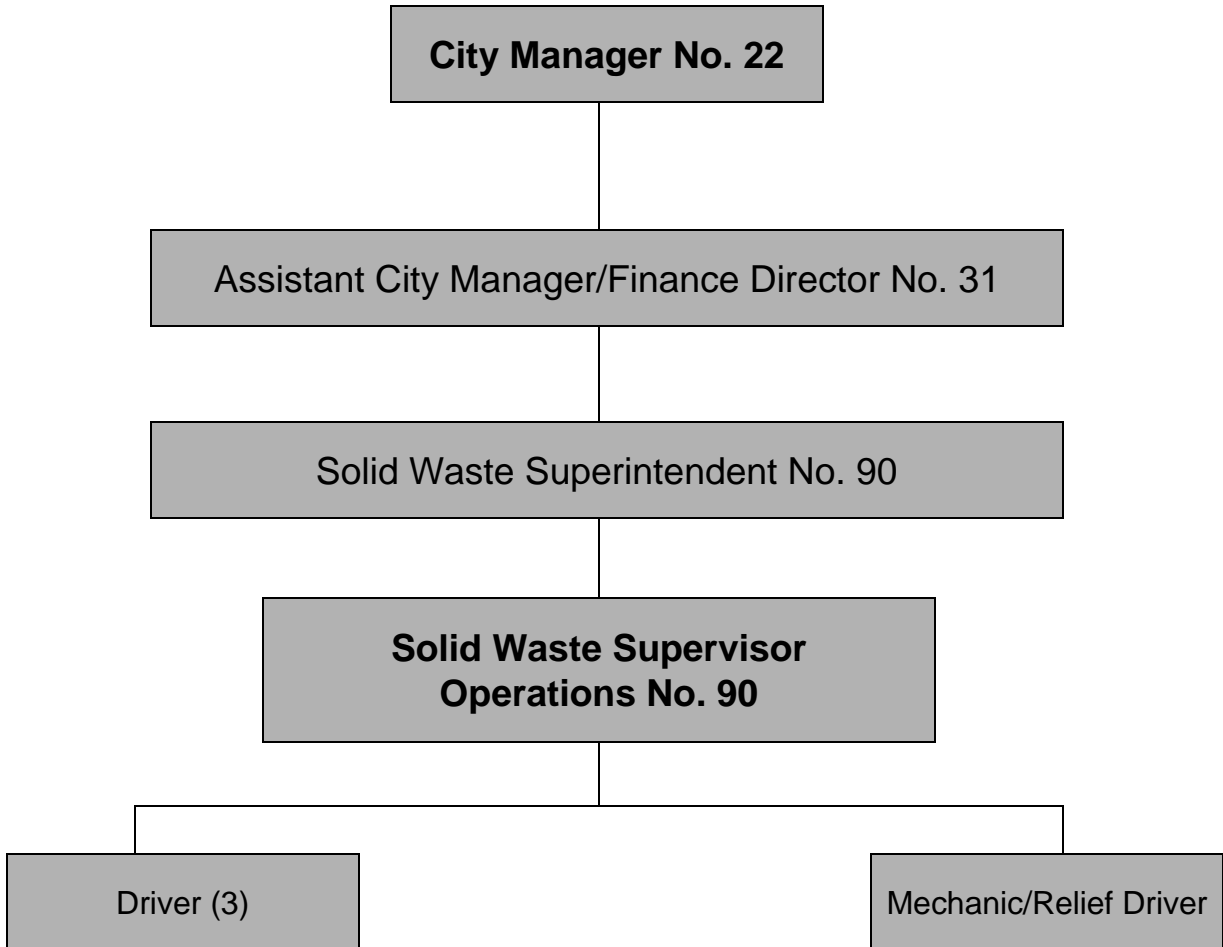 City Manager No. 22
Assistant City Manager/Finance Director No. 31
Solid Waste Superintendent No. 90
Solid Waste Supervisor
Operations No. 90
Driver (3)
Mechanic/Relief Driver